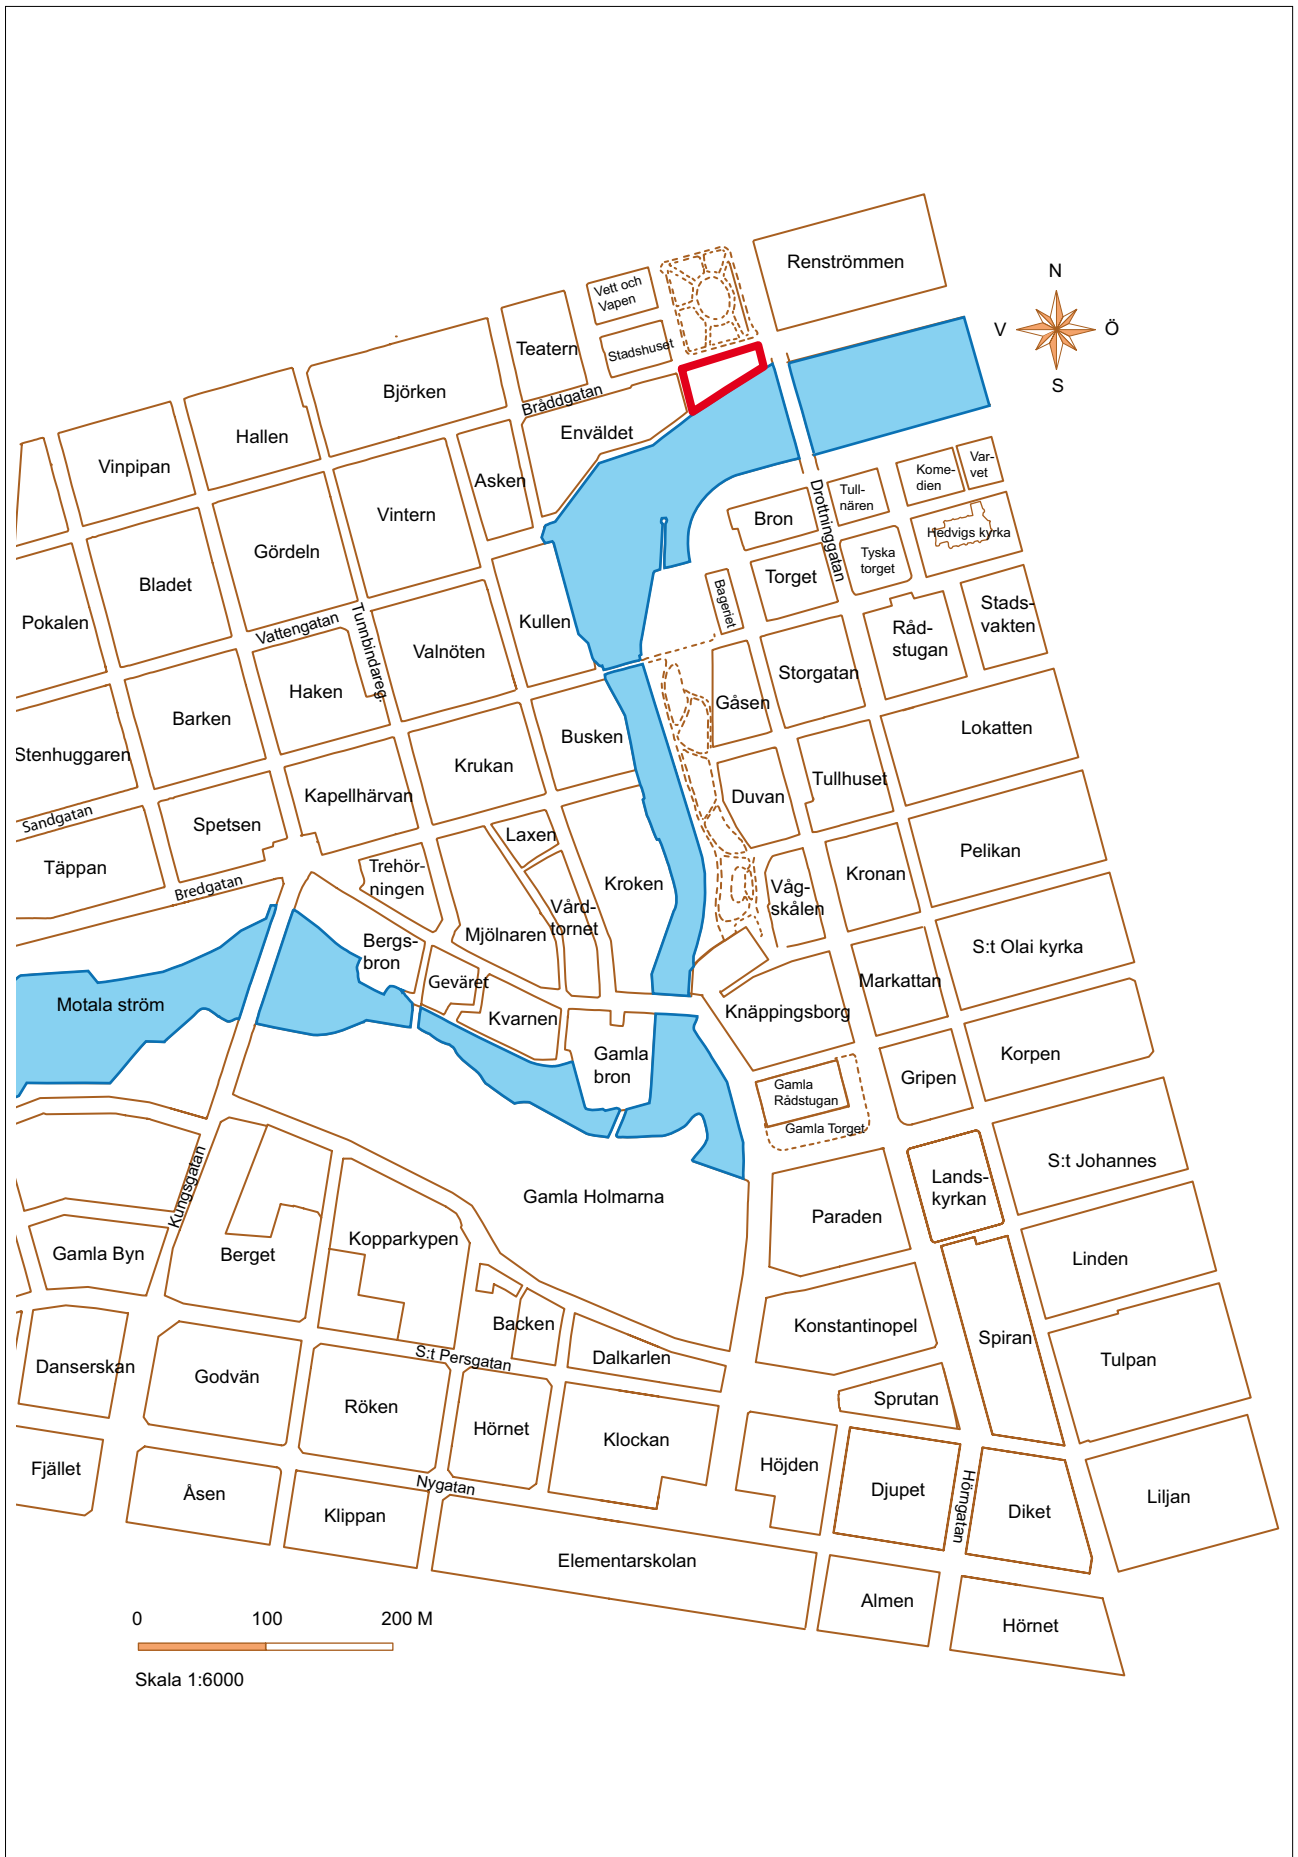 Renströmmen
N
V
Ö
S
Vett och
Vapen
Stadshuset
Teatern
Björken
Bråddgatan
Enväldet
Hallen
Vinpipan
Asken
Vintern
Gördeln
Bladet
Pokalen
Kullen
Vattengatan
Tunnbindareg.
Valnöten
Haken
Barken
Stenhuggaren
Busken
Krukan
Kapellhärvan
Sandgatan
Spetsen
Täppan
Bredgatan
Laxen
Trehör-
ningen
Kroken
Vård-
tornet
Mjölnaren
Bergs-
bron
Geväret
Kvarnen
Motala ström
Gamla
bron
Var-
vet
Kome-
dien
Tull-
nären
Drottninggatan
Bron
Hedvigs kyrka
Tyska
torget
Torget
Bageriet
Stads-
vakten
Råd-
stugan
Storgatan
Gåsen
Lokatten
Tullhuset
Duvan
Pelikan
Kronan
Våg-
skålen
S:t Olai kyrka
Markattan
Knäppingsborg
Korpen
Gripen
Gamla
Rådstugan
Gamla Torget
S:t Johannes
Lands-
kyrkan
Paraden
Gamla Holmarna
Kungsgatan
Gamla Byn
Berget
Kopparkypen
Linden
Backen
Konstantinopel
Spiran
Tulpan
S:t Persgatan
Dalkarlen
Danserskan
Godvän
Röken
Hörnet
Klockan
Sprutan
Höjden
Djupet
Hörngatan
Diket
Liljan
Fjället
Åsen
Klippan
Nygatan
Elementarskolan
Almen
Hörnet
0 100 200 M
Skala 1:6000